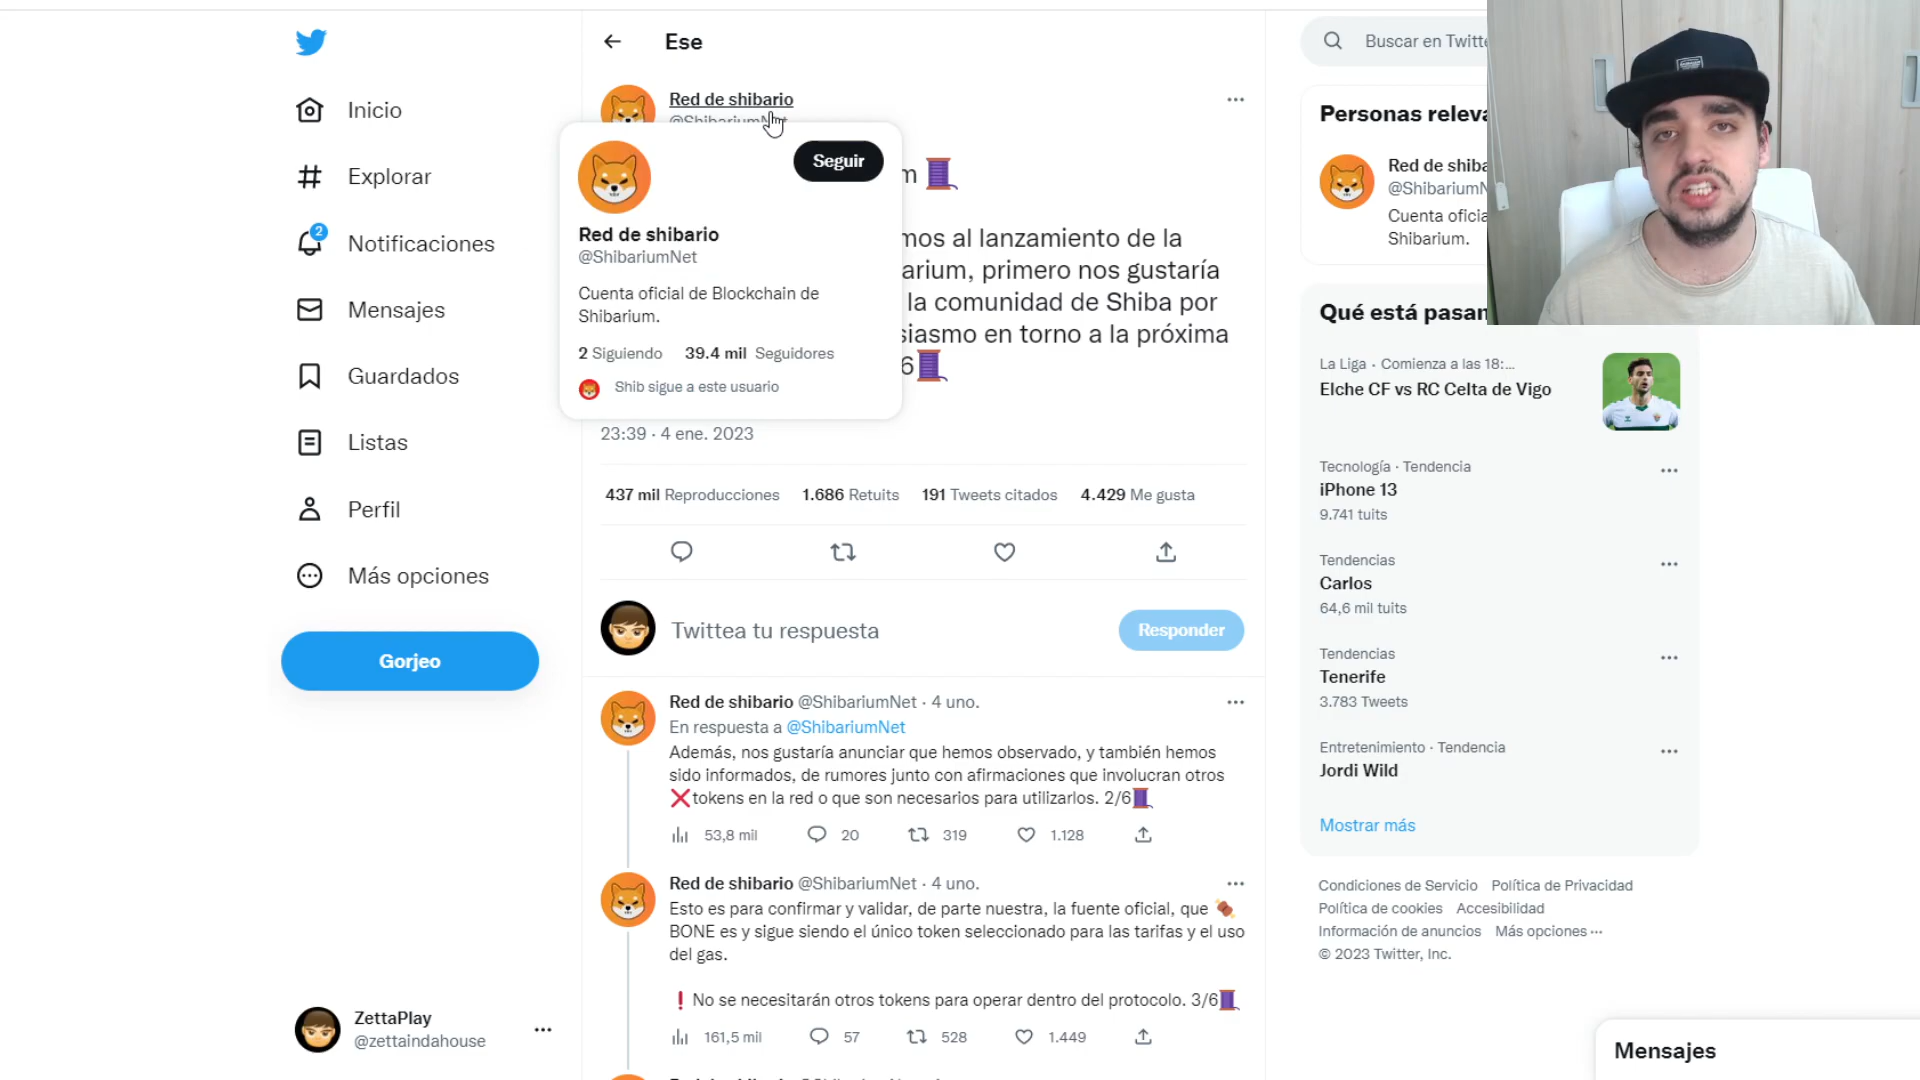 Inicio
Explorar
2
Notificaciones
Mensajes
Guardados
Listas
Perfil
Más opciones
Gorjeo
ZettaPlay
@zettaindahouse
Ese
Red de shibario
@ShibariumNet
Seguir
Red de shibario
@ShibariumNet
Cuenta oficial de Blockchain de
Shibarium.
2 Siguiendo 39.4 mil Seguidores
Shib sigue a este usuario
m
mos al lanzamiento de la
arium, primero nos gustaría
la comunidad de Shiba por
siasmo en torno a la próxima
6
23:39 · 4 ene. 2023
437 mil Reproducciones 1.686 Retuits 191 Tweets citados 4.429 Me gusta
Twittea tu respuesta
Responder
Red de shibario @ShibariumNet · 4 uno.
En respuesta a @ShibariumNet
Además, nos gustaría anunciar que hemos observado, y también hemos
sido informados, de rumores junto con afirmaciones que involucran otros
❌tokens en la red o que son necesarios para utilizarlos. 2/6🧵
53,8 mil 20 319 1.128
Red de shibario @ShibariumNet · 4 uno.
Esto es para confirmar y validar, de parte nuestra, la fuente oficial, que 🍖
BONE es y sigue siendo el único token seleccionado para las tarifas y el uso
del gas.
❗No se necesitarán otros tokens para operar dentro del protocolo. 3/6🧵
161,5 mil 57 528 1.449
Buscar en Twitte
Personas releva
Red de shiba
@ShibariumN
Cuenta oficia
Shibarium.
Qué está pasan
La Liga · Comienza a las 18:...
Elche CF vs RC Celta de Vigo
Tecnología · Tendencia
iPhone 13
9.741 tuits
Tendencias
Carlos
64,6 mil tuits
Tendencias
Tenerife
3.783 Tweets
Entretenimiento · Tendencia
Jordi Wild
Mostrar más
Condiciones de Servicio Política de Privacidad
Política de cookies Accesibilidad
Información de anuncios Más opciones ···
© 2023 Twitter, Inc.
Mensajes